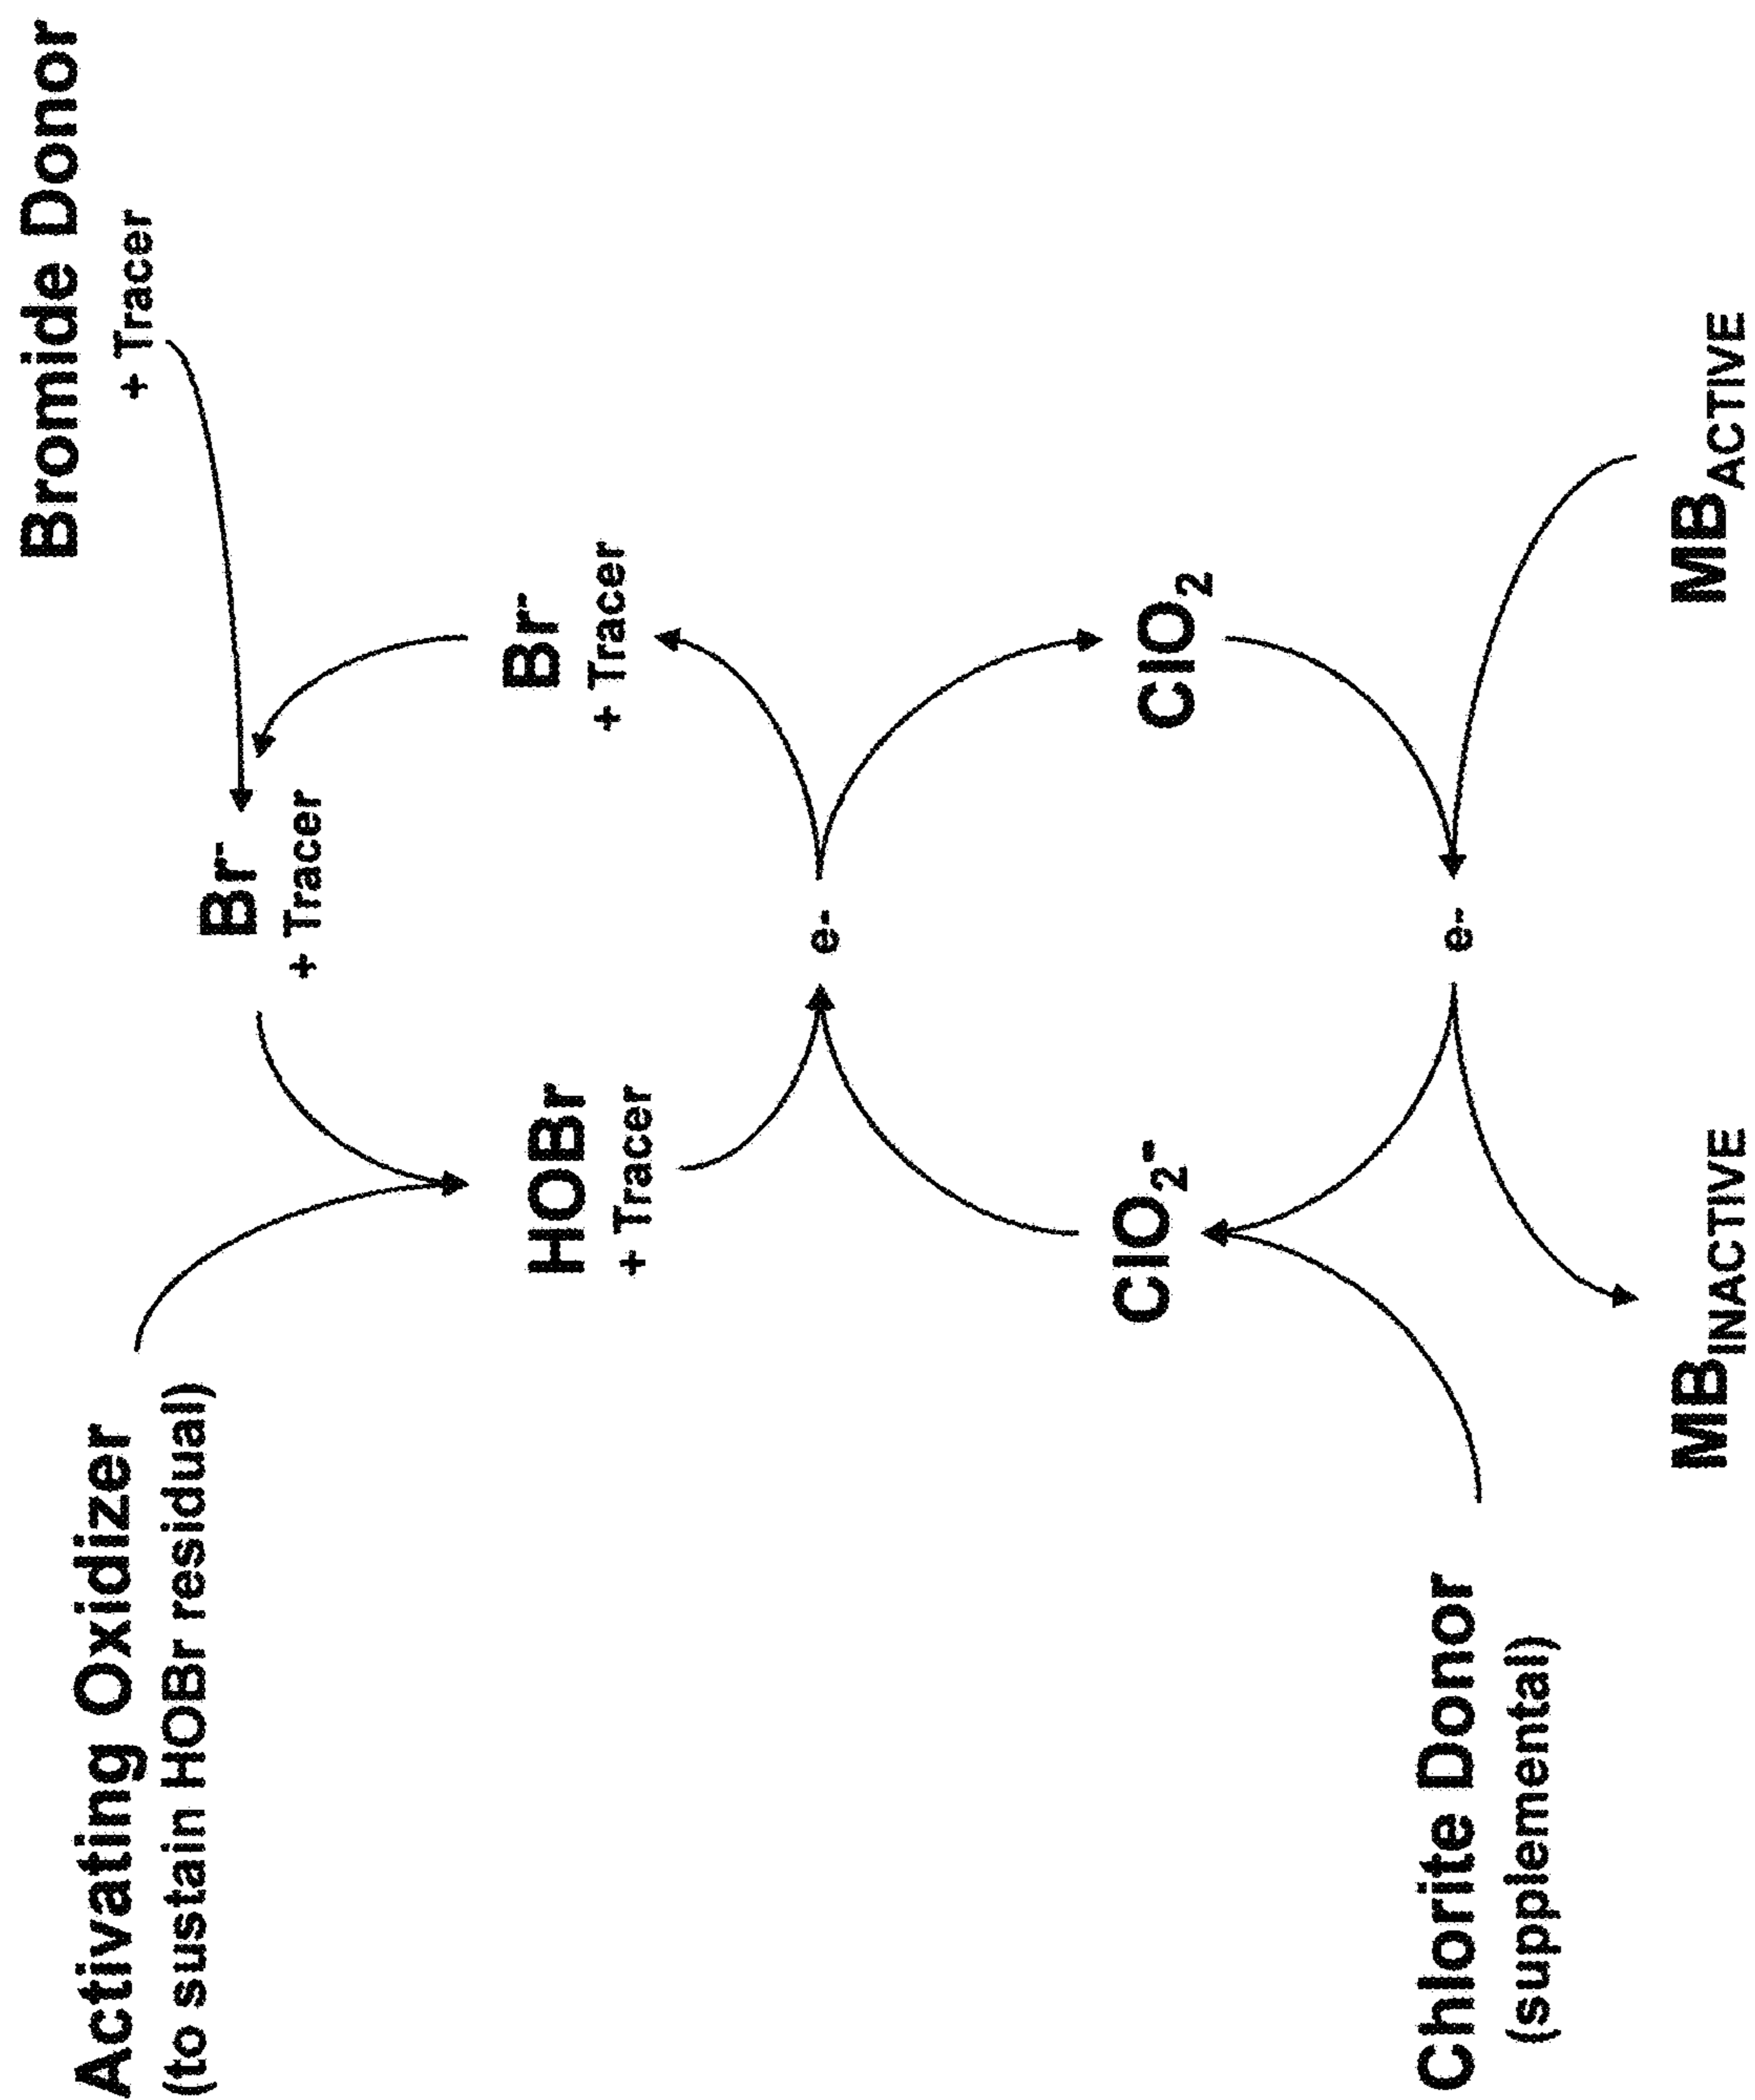 Bromide Donor
+ Tracer
Activating Oxidizer
(to sustain HOBr residual)
Br-
+ Tracer
Br-
+ Tracer
HOBr
+ Tracer
e-
ClO2
ClO2-
e-
Chlorite Donor
(supplemental)
MBINACTIVE
MBACTIVE